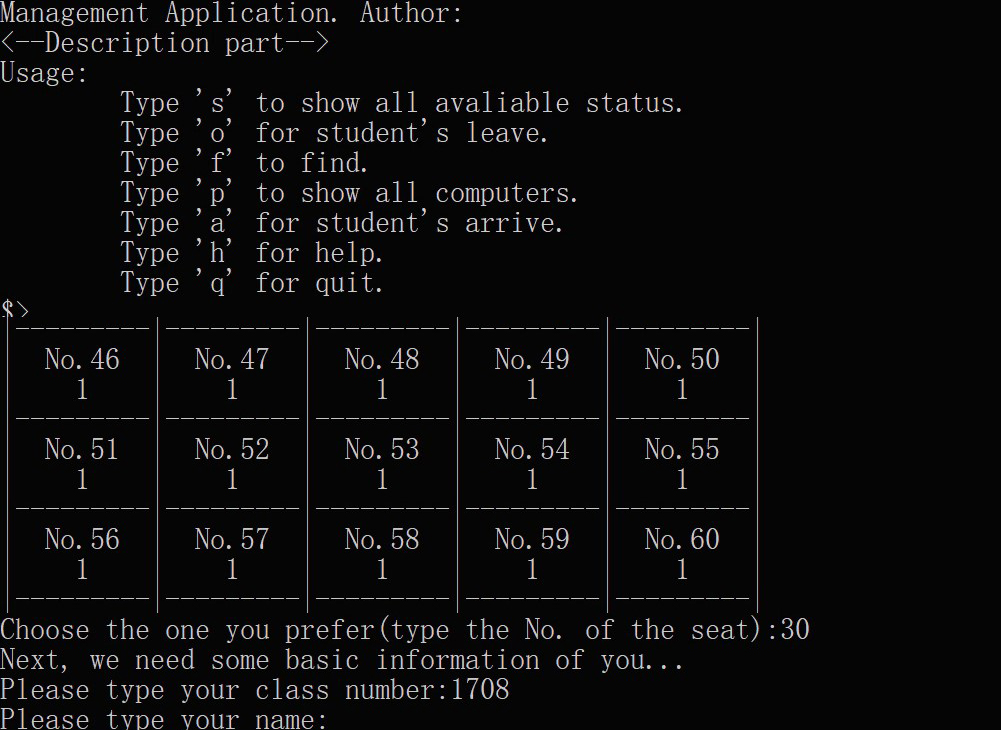 Management Application. Author:
<--Description part-->
Usage:
Type 's' to show all avaliable status.
Type 'o' for student's leave.
Type 'f' to find.
Type 'p' to show all computers.
Type 'a' for student's arrive.
Type 'h' for help.
Type 'q' for quit.
$>
|---------|---------|---------|---------|---------|
No.46 No.47 No.48 No.49 No.50
1 1 1 1 1
|---------|---------|---------|---------|---------|
No.51 No.52 No.53 No.54 No.55
1 1 1 1 1
|---------|---------|---------|---------|---------|
No.56 No.57 No.58 No.59 No.60
1 1 1 1 1
|---------|---------|---------|---------|---------|
Choose the one you prefer(type the No. of the seat):30
Next, we need some basic information of you...
Please type your class number:1708
Please type your name: